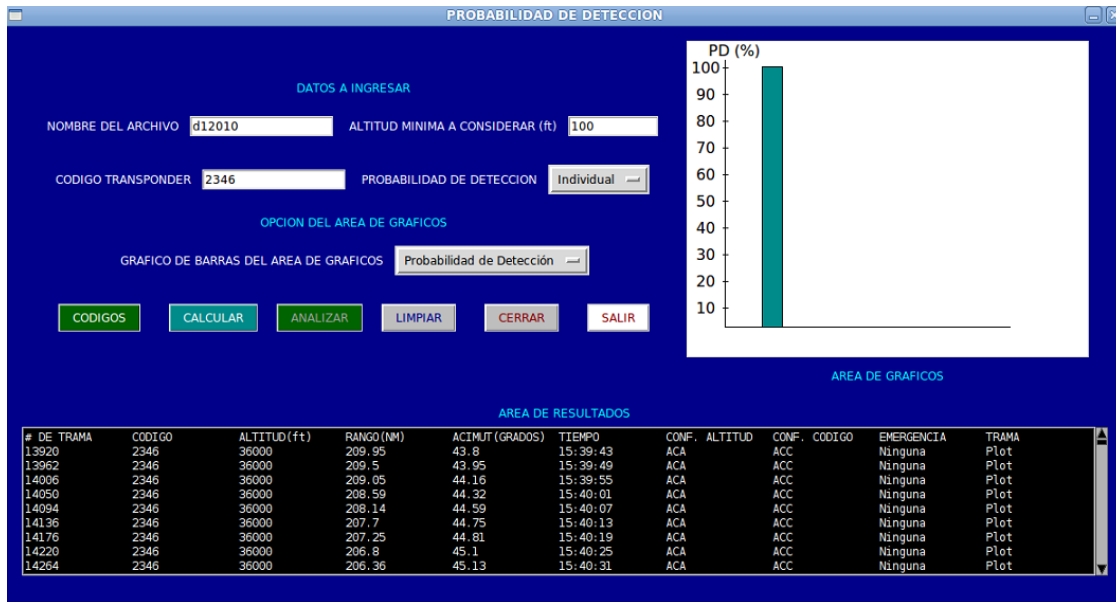 PROBABILIDAD DE DETECCION
DATOS A INGRESAR
NOMBRE DEL ARCHIVO d12010 ALTITUD MINIMA A CONSIDERAR (ft) 100
CODIGO TRANSPONDER 2346 PROBABILIDAD DE DETECCION Individual
OPCION DEL AREA DE GRAFICOS
GRAFICO DE BARRAS DEL AREA DE GRAFICOS Probabilidad de Detección
CODIGOS CALCULAR ANALIZAR LIMPIAR CERRAR SALIR
PD (%)
100
90
80
70
60
50
40
30
20
10
AREA DE GRAFICOS
AREA DE RESULTADOS
# DE TRAMA CODIGO ALTITUD(ft) RANGO(NM) ACIMUT(GRADOS) TIEMPO CONF. ALTITUD CONF. CODIGO EMERGENCIA TRAMA
13920 2346 36000 209.95 43.8 15:39:43 ACA ACC Ninguna Plot
13962 2346 36000 209.5 43.95 15:39:49 ACA ACC Ninguna Plot
14006 2346 36000 209.05 44.16 15:39:55 ACA ACC Ninguna Plot
14050 2346 36000 208.59 44.32 15:40:01 ACA ACC Ninguna Plot
14094 2346 36000 208.14 44.59 15:40:07 ACA ACC Ninguna Plot
14136 2346 36000 207.7 44.75 15:40:13 ACA ACC Ninguna Plot
14176 2346 36000 207.25 44.81 15:40:19 ACA ACC Ninguna Plot
14220 2346 36000 206.8 45.1 15:40:25 ACA ACC Ninguna Plot
14264 2346 36000 206.36 45.13 15:40:31 ACA ACC Ninguna Plot